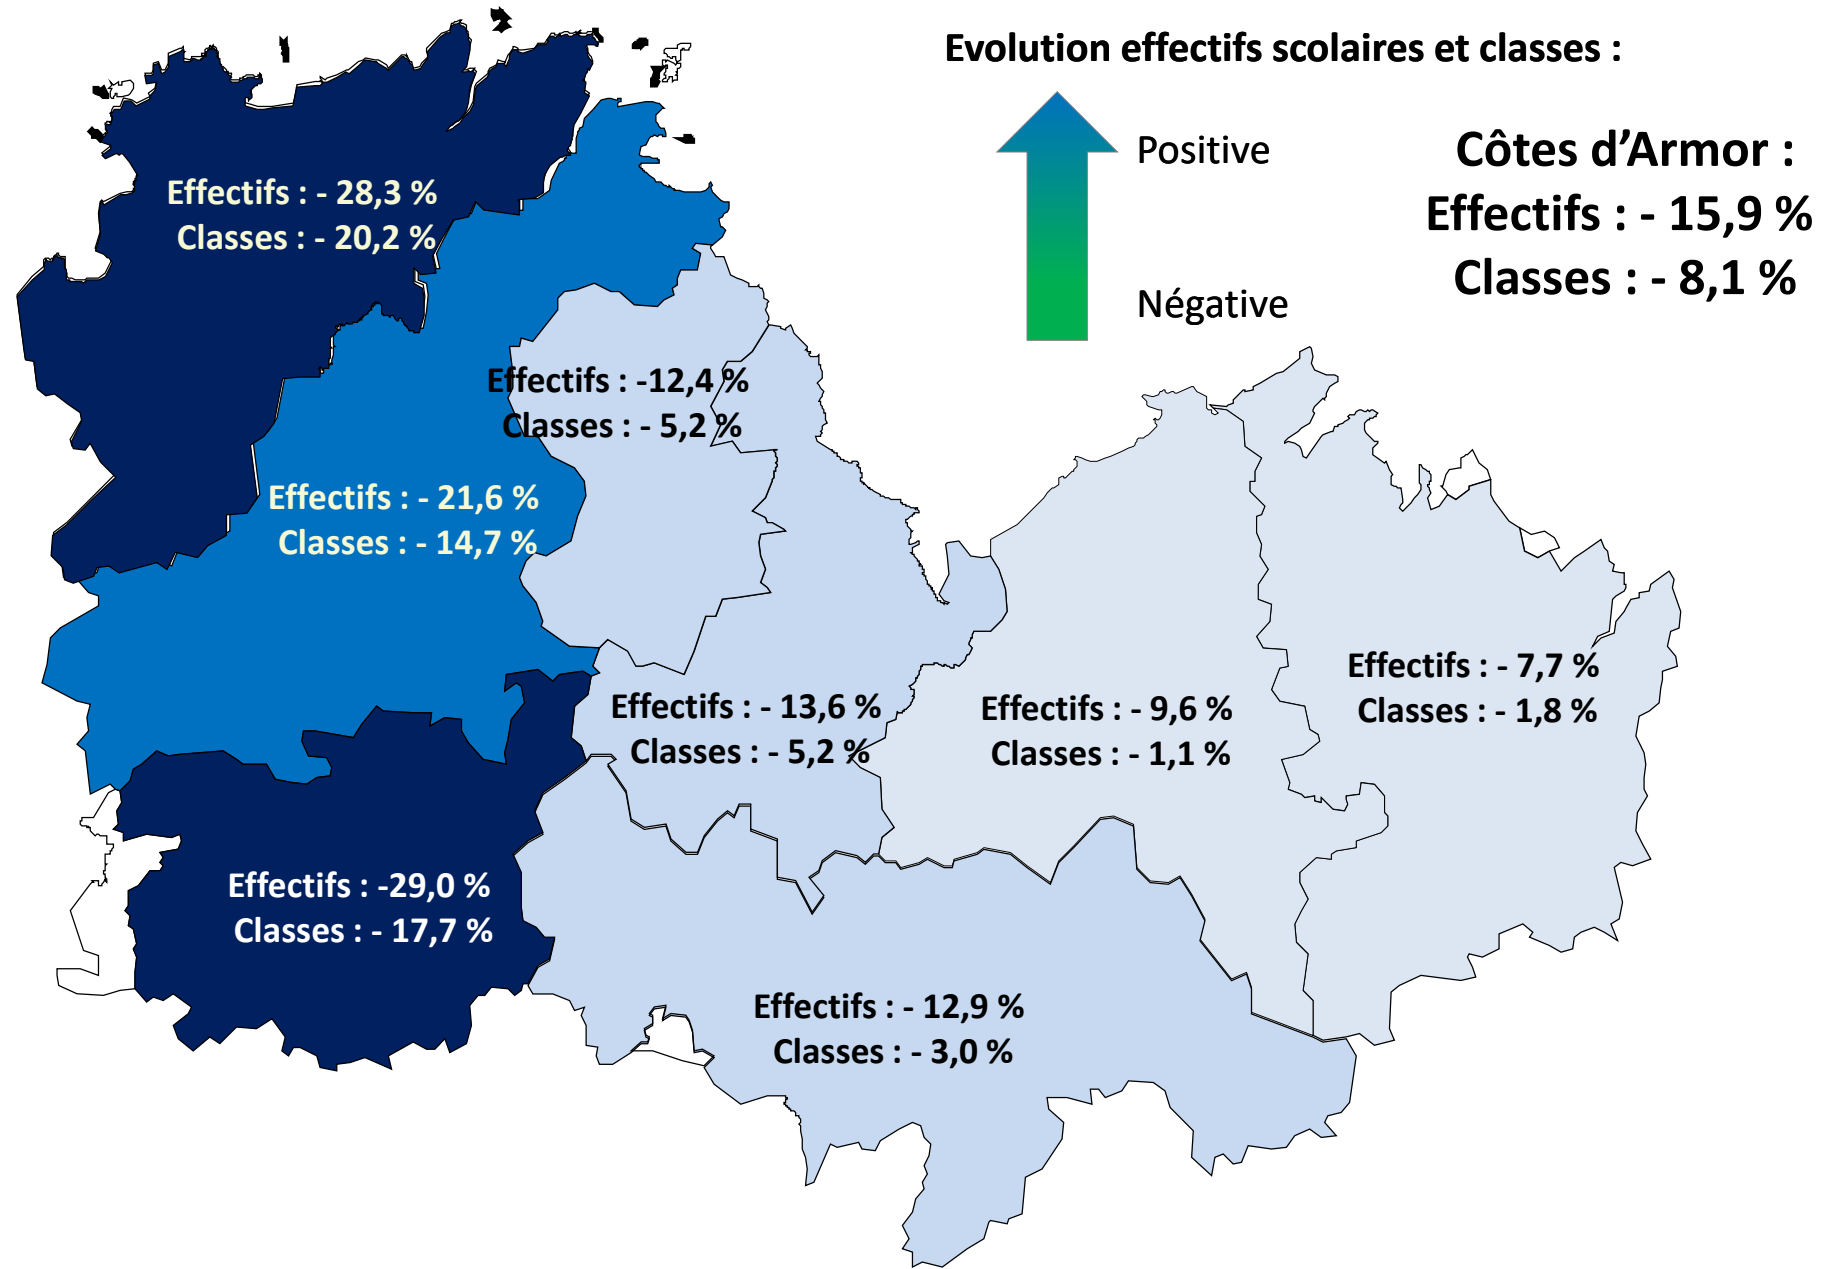 Evolution effectifs scolaires et classes :
Positive
Négative
Côtes d’Armor :
Effectifs : - 15,9 %
Classes : - 8,1 %
Effectifs : - 28,3 %
Classes : - 20,2 %
Effectifs : -12,4 %
Classes : - 5,2 %
Effectifs : - 21,6 %
Classes : - 14,7 %
Effectifs : - 13,6 %
Classes : - 5,2 %
Effectifs : - 9,6 %
Classes : - 1,1 %
Effectifs : - 7,7 %
Classes : - 1,8 %
Effectifs : -29,0 %
Classes : - 17,7 %
Effectifs : - 12,9 %
Classes : - 3,0 %